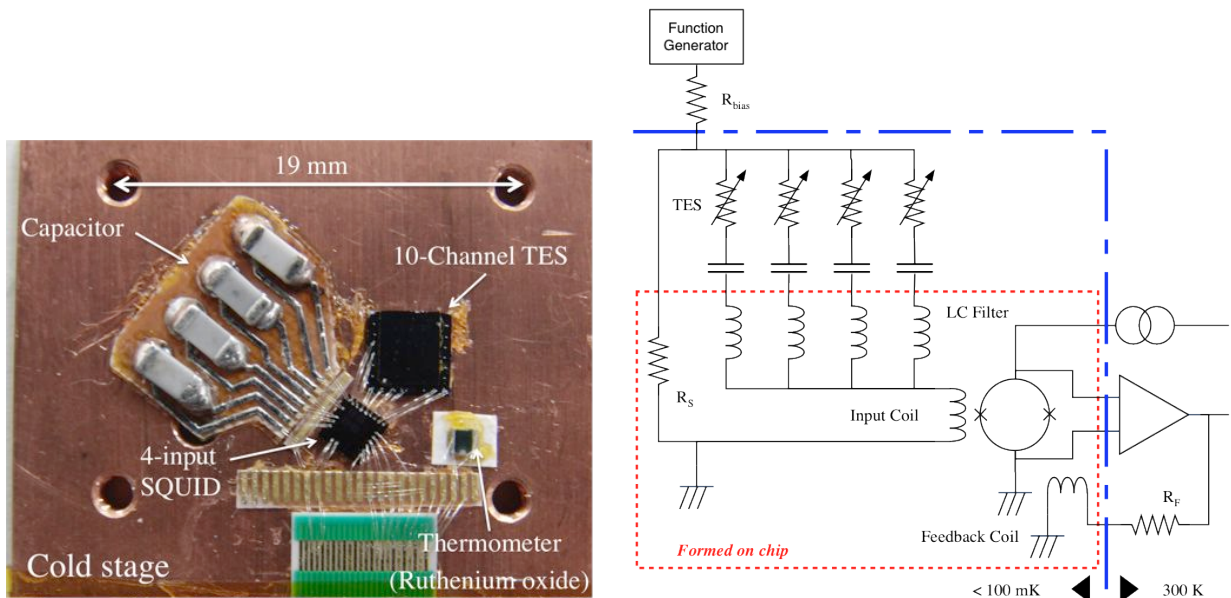 19 mm
Capacitor
10-Channel TES
4-input
SQUID
Thermometer
(Ruthenium oxide)
Cold stage
Function
Generator
R_bias
TES
LC Filter
R_S
Input Coil
Feedback Coil
R_F
Formed on chip
< 100 mK
300 K